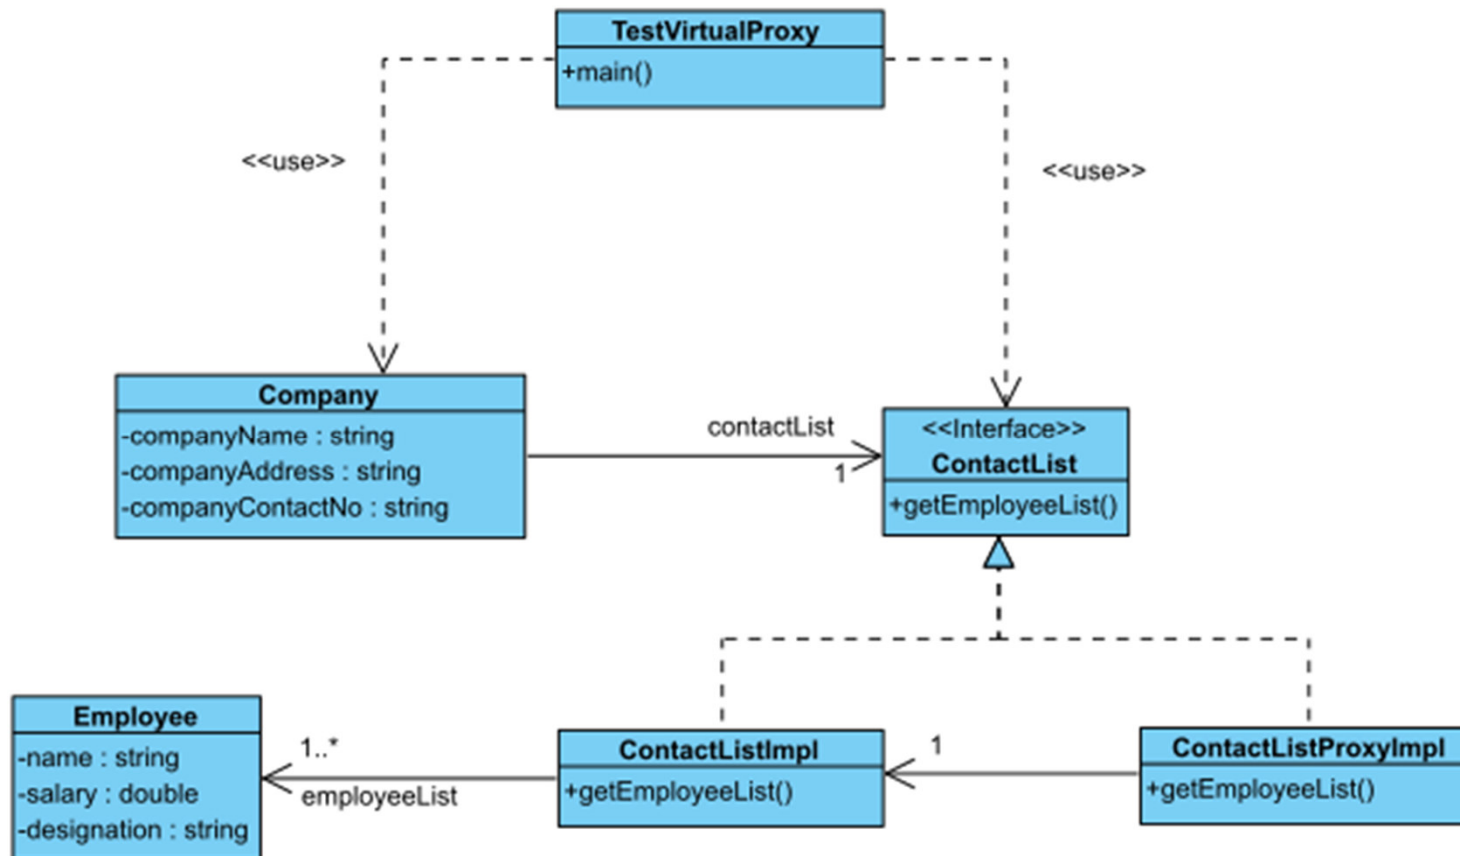 TestVirtualProxy
+main()
<<use>>
<<use>>
Company
-companyName : string
-companyAddress : string
-companyContactNo : string
contactList
1
<<Interface>>
ContactList
+getEmployeeList()
Employee
-name : string
-salary : double
-designation : string
1..*
employeeList
ContactListImpl
+getEmployeeList()
1
ContactListProxyImpl
+getEmployeeList()